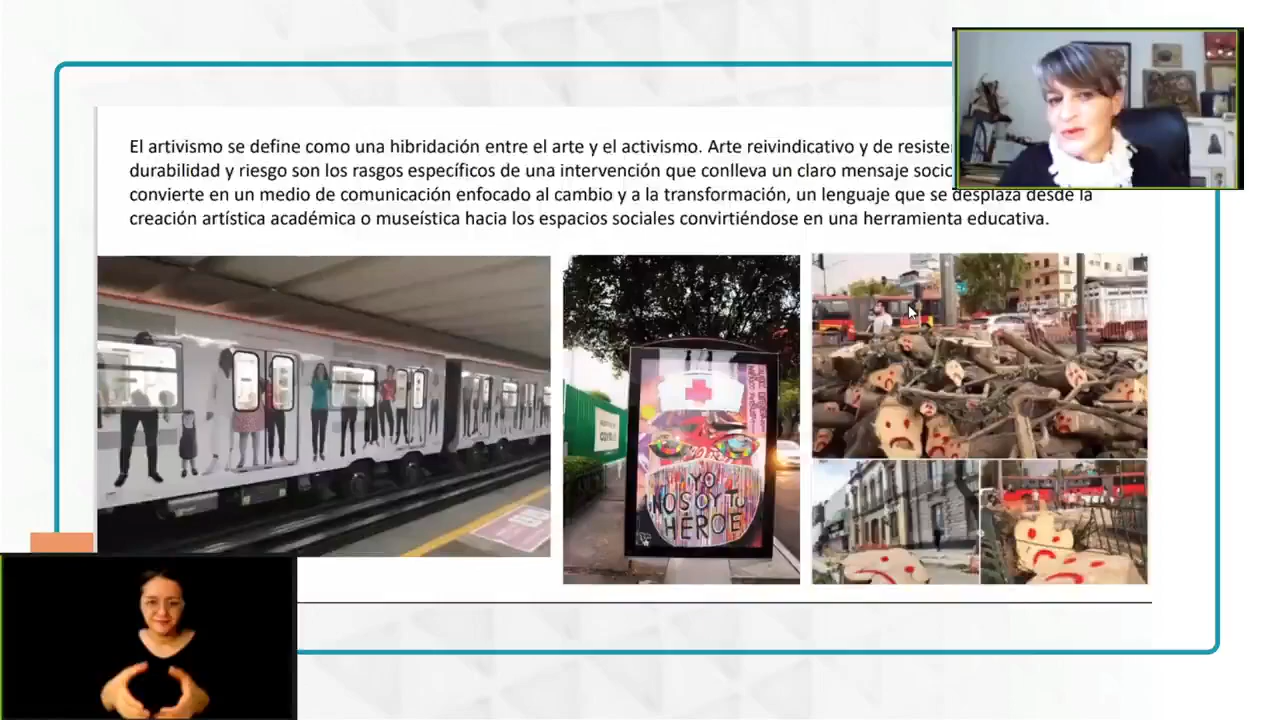 El artivismo se define como una hibridación entre el arte y el activismo. Arte reivindicativo y de
durabilidad y riesgo son los rasgos específicos de una intervención que conlleva un claro mensaje
convierte en un medio de comunicación enfocado al cambio y a la transformación, un lenguaje que se desplaza desde la
creación artística académica o museística hacia los espacios sociales convirtiéndose en una herramienta educativa.
YO
NO SOY TU
HÉROE